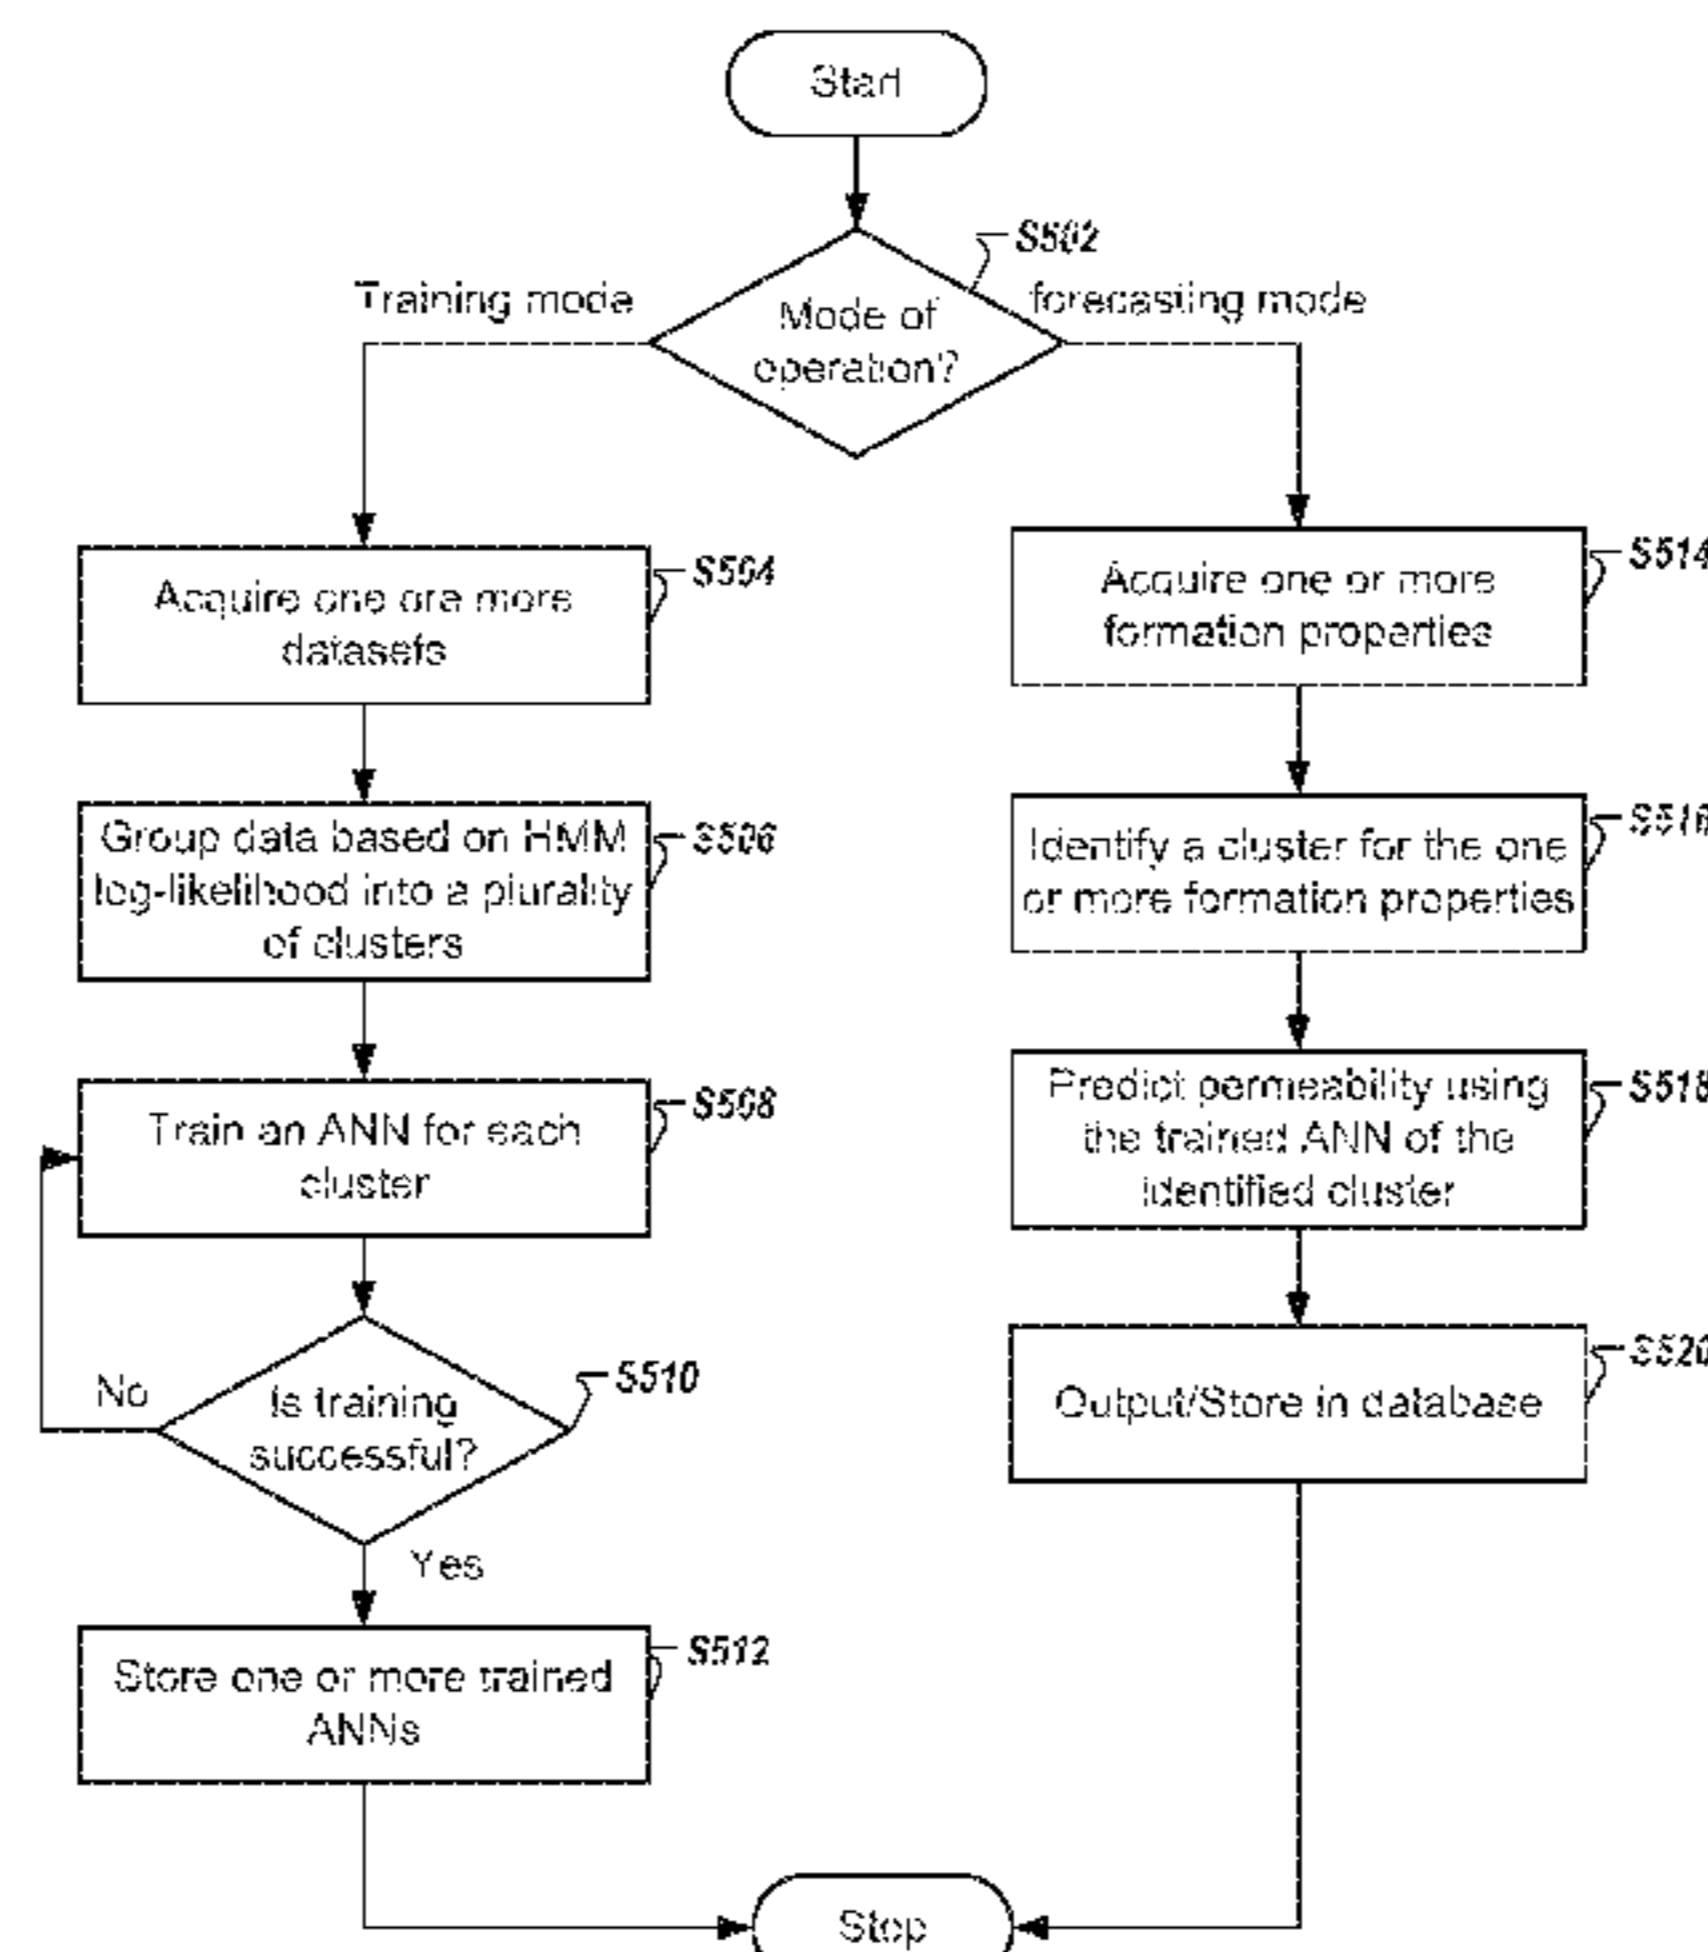 Start
S502
Training mode
Mode of
operation?
forecasting mode
S504
Acquire one ore more
datasets
S506
Group data based on HMM
log-likelihood into a plurality
of clusters
S508
Train an ANN for each
cluster
No
Is training
successful?
S510
Yes
S512
Store one or more trained
ANNs
S514
Acquire one or more
formation properties
S516
Identify a cluster for the one
or more formation properties
S518
Predict permeability using
the trained ANN of the
identified cluster
S520
Output/Store in database
Stop